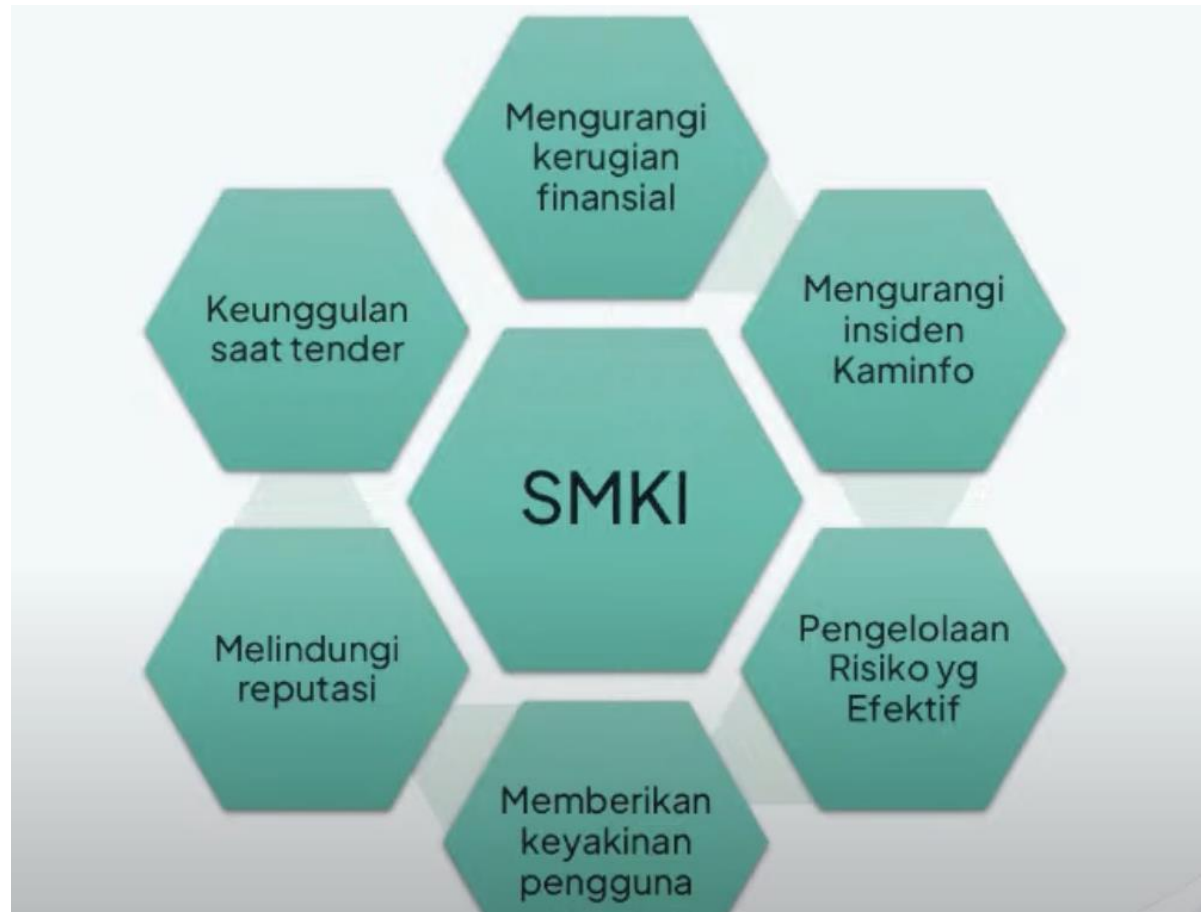 Mengurangi
kerugian
finansial
Mengurangi
insiden
Kaminfo
Pengelolaan
Risiko yg
Efektif
Memberikan
keyakinan
pengguna
Melindungi
reputasi
Keunggulan
saat tender
SMKI